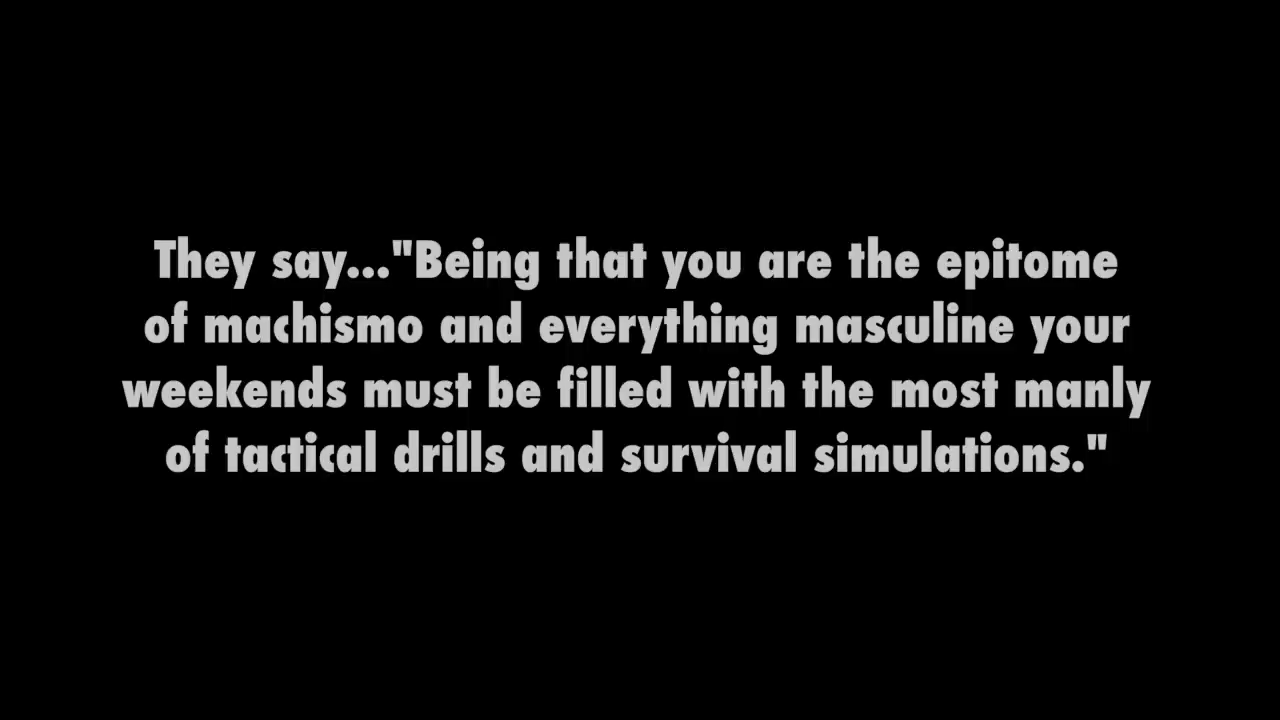 They say..."Being that you are the epitome
of machismo and everything masculine your
weekends must be filled with the most manly
of tactical drills and survival simulations."